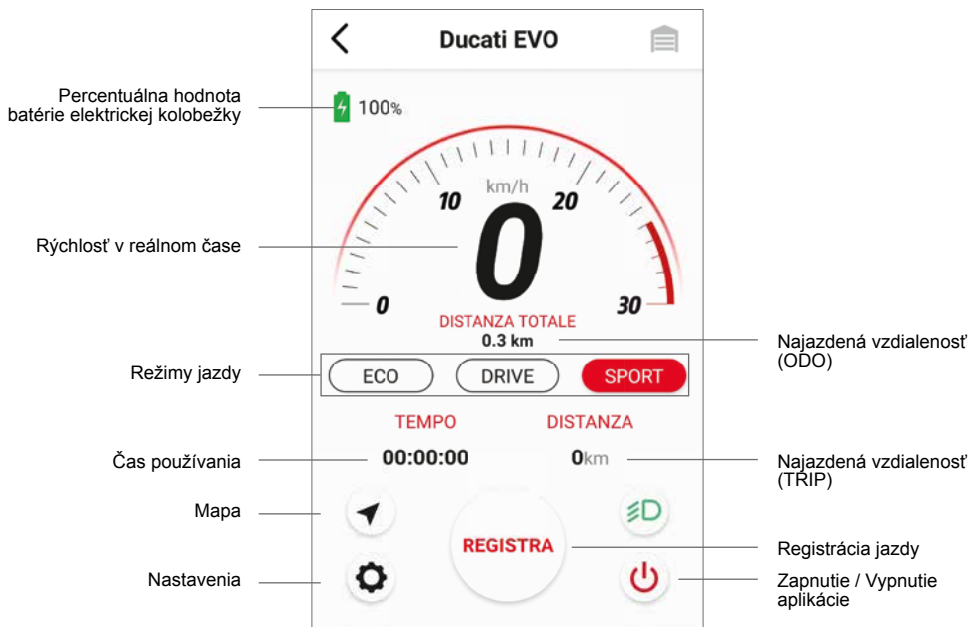 Ducati EVO
Percentuálna hodnota
batérie elektrickej kolobežky
100%
km/h
10
20
0
Rýchlosť v reálnom čase
0
30
DISTANZA TOTALE
0.3 km
Najazdená vzdialenosť
(ODO)
Režimy jazdy
ECO
DRIVE
SPORT
TEMPO
DISTANZA
Čas používania
00:00:00
0km
Najazdená vzdialenosť
(TRIP)
Mapa
REGISTRA
Registrácia jazdy
Nastavenia
Zapnutie / Vypnutie
aplikácie